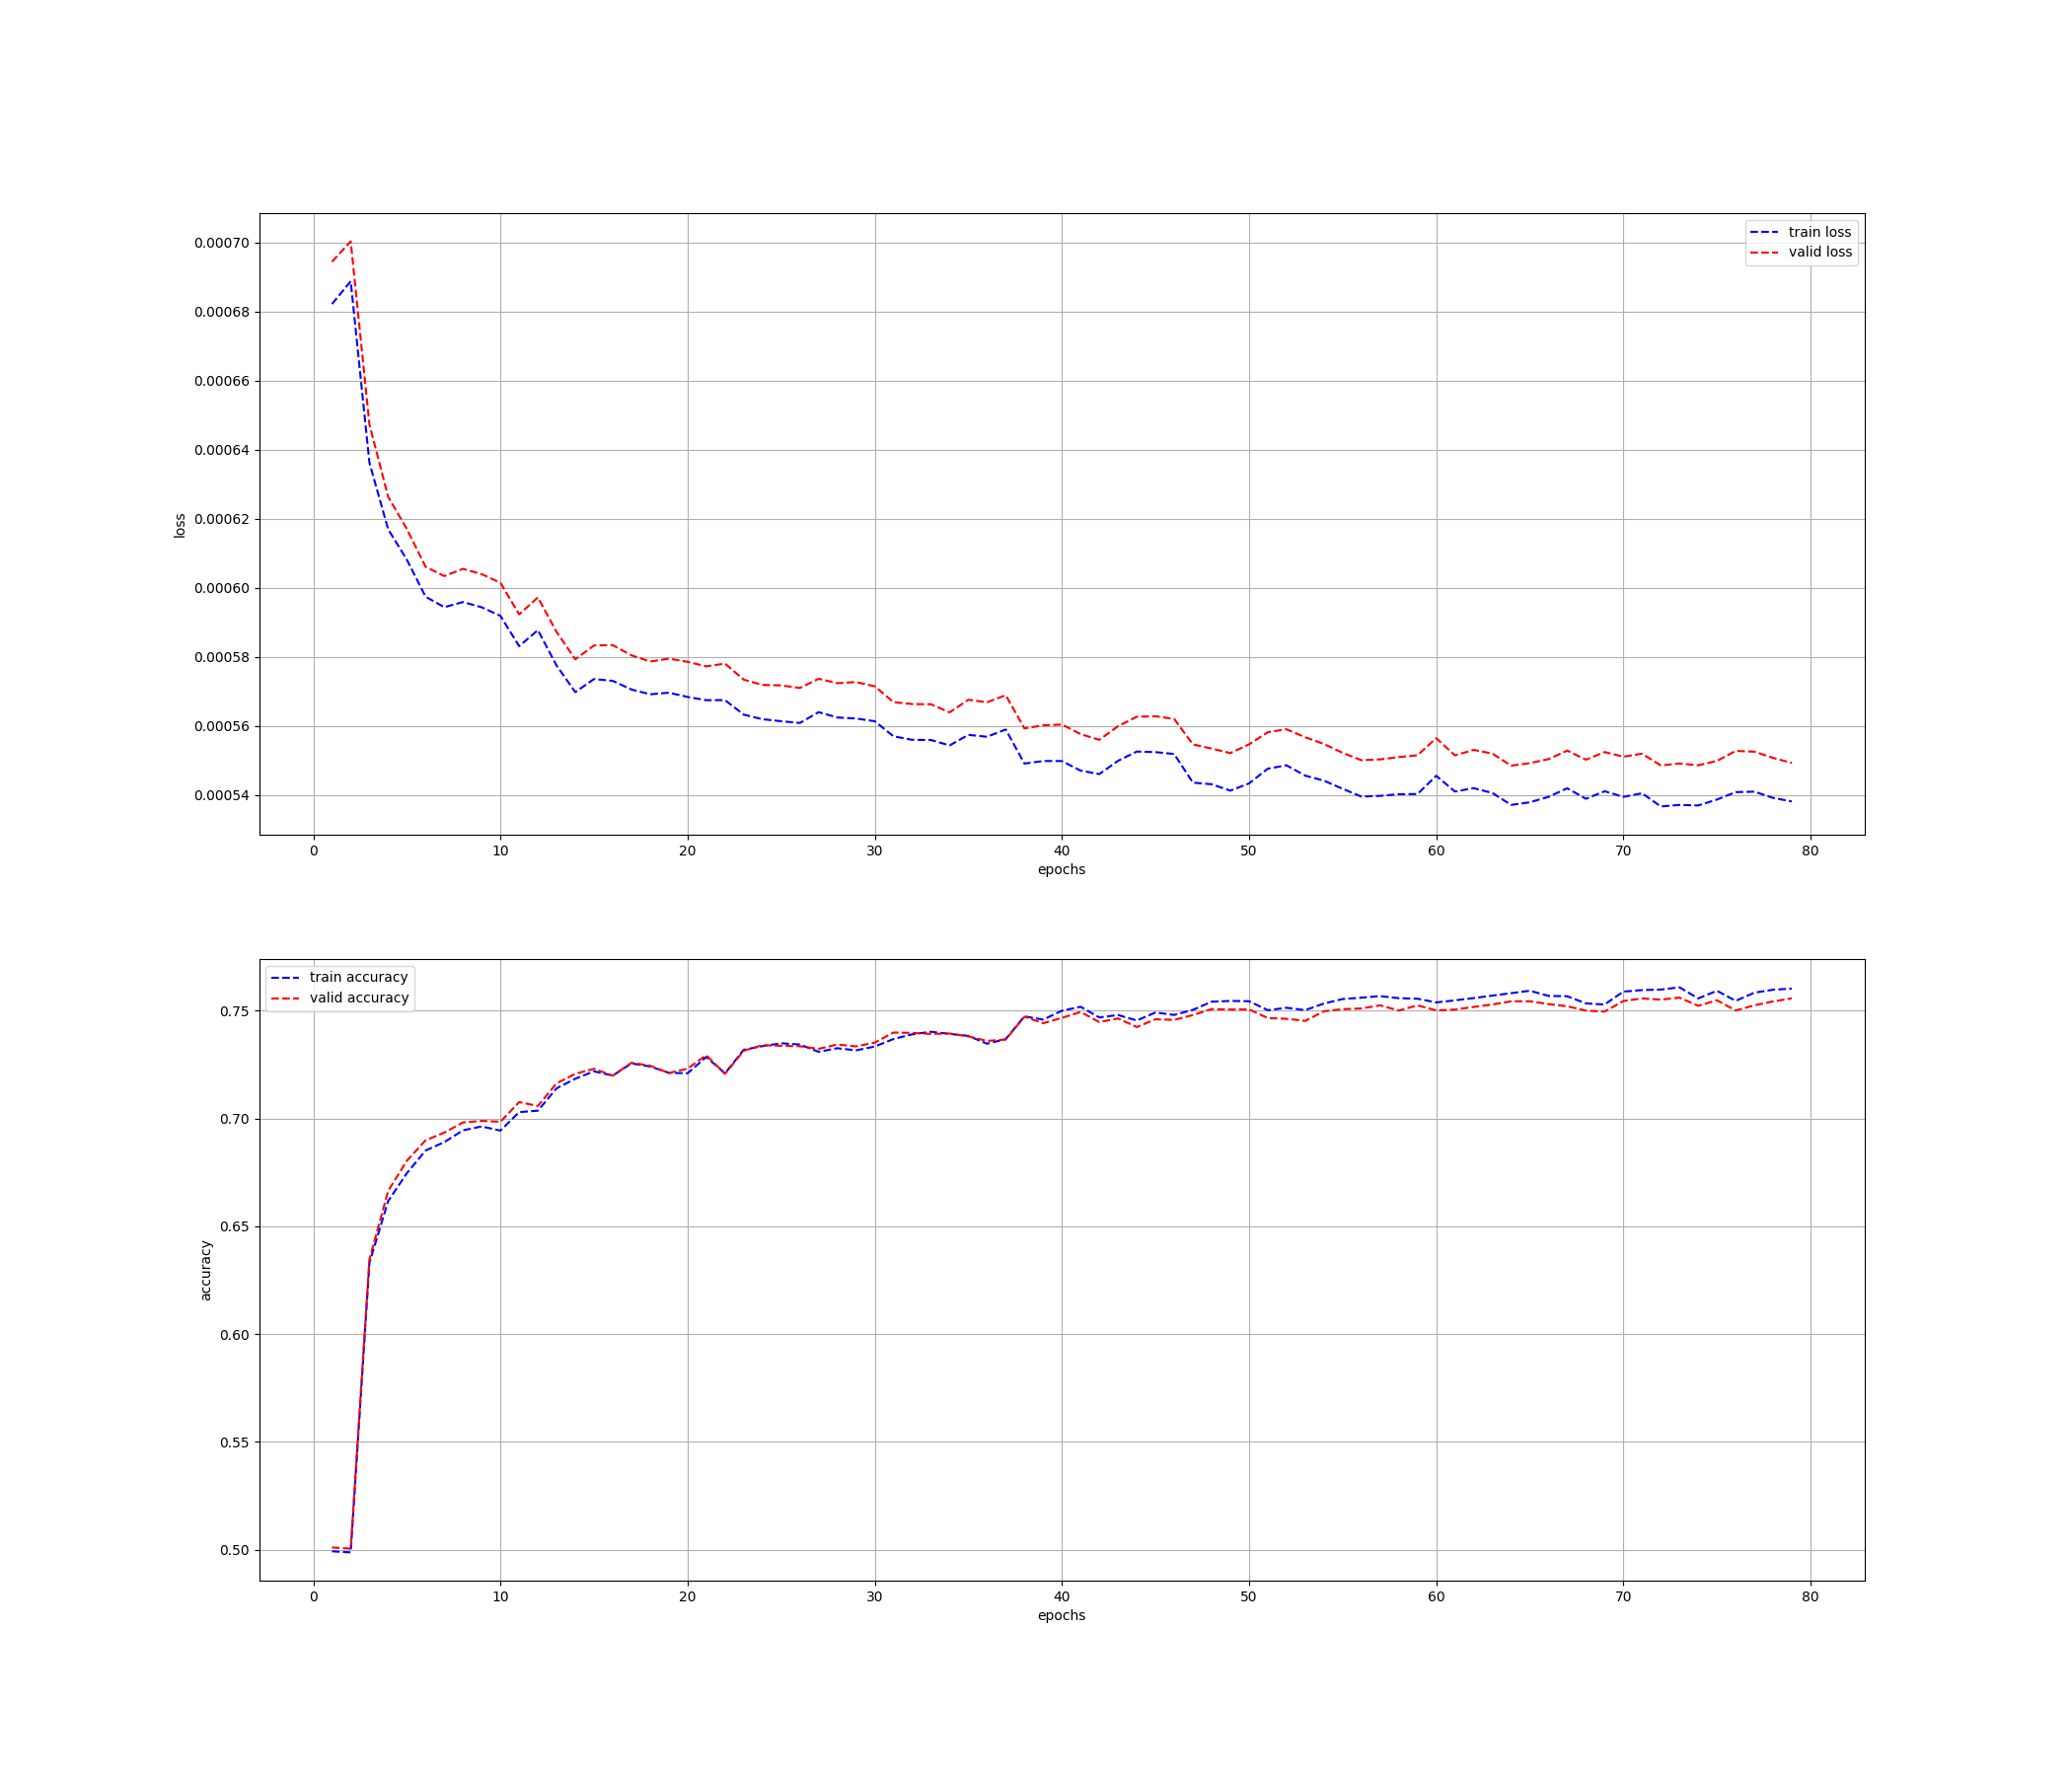 train loss
valid loss
0.00070
0.00068
0.00066
0.00064
0.00062
0.00060
0.00058
0.00056
0.00054
loss
0 10 20 30 40 50 60 70 80
epochs
train accuracy
valid accuracy
0.75
0.70
0.65
0.60
0.55
0.50
accuracy
0 10 20 30 40 50 60 70 80
epochs